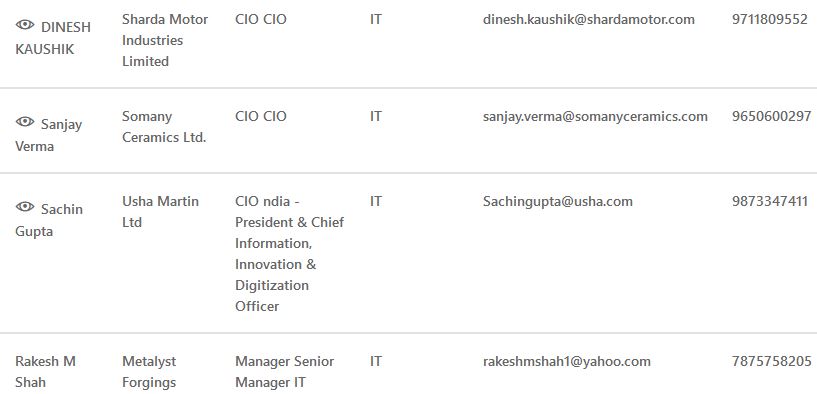 DINESH KAUSHIK Sharda Motor Industries Limited CIO CIO IT dinesh.kaushik@shardamotor.com 9711809552
Sanjay Verma Somany Ceramics Ltd. CIO CIO IT sanjay.verma@somanyceramics.com 9650600297
Sachin Gupta Usha Martin Ltd CIO ndia - President & Chief Information, Innovation & Digitization Officer IT Sachingupta@usha.com 9873347411
Rakesh M Shah Metalyst Forgings Manager Senior Manager IT IT rakeshmshah1@yahoo.com 7875758205